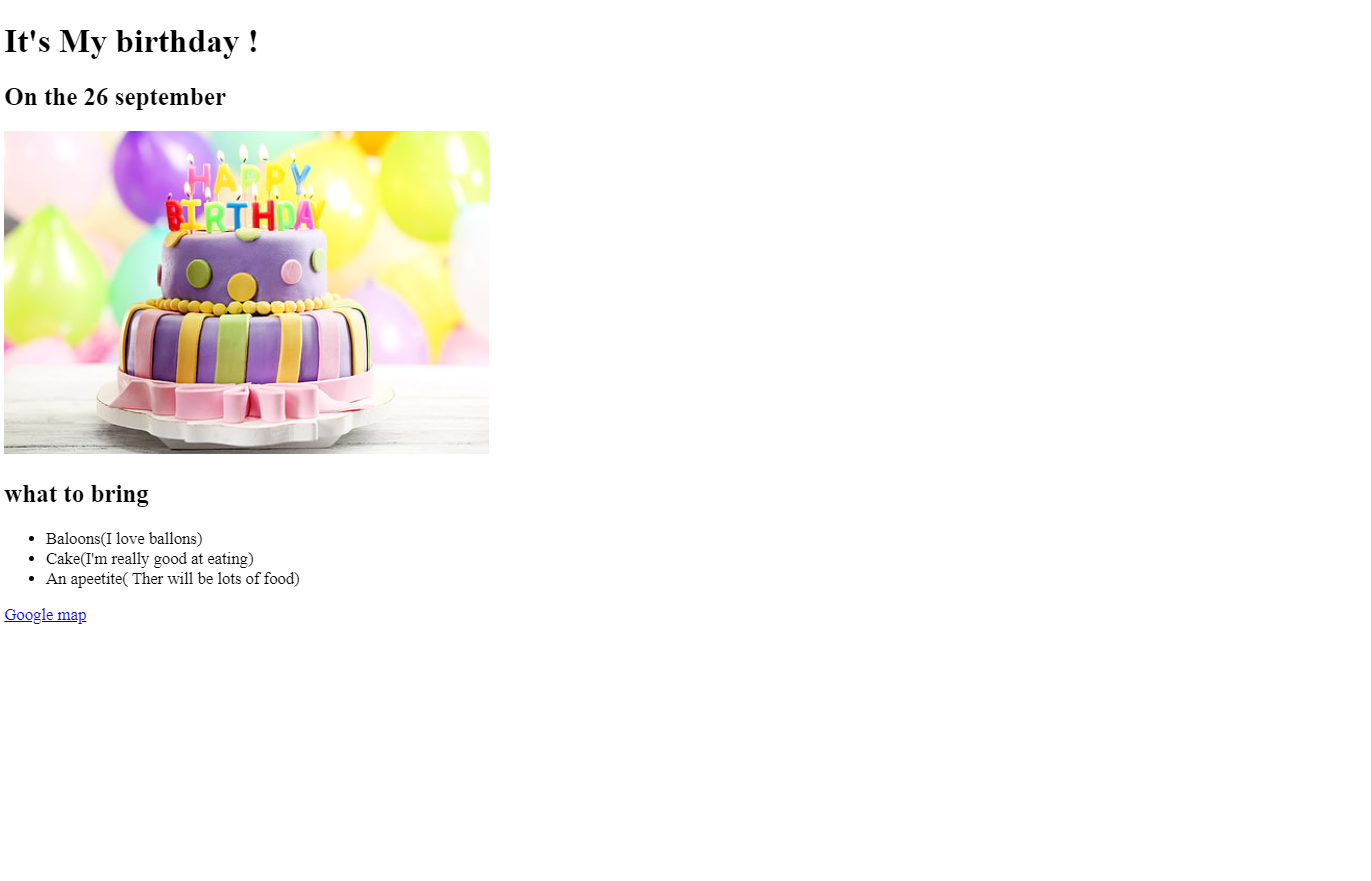 It's My birthday !
On the 26 september
HAPPY
BIRTHDAY
what to bring
Baloons(I love ballons)
Cake(I'm really good at eating)
An apeetite( Ther will be lots of food)
Google map